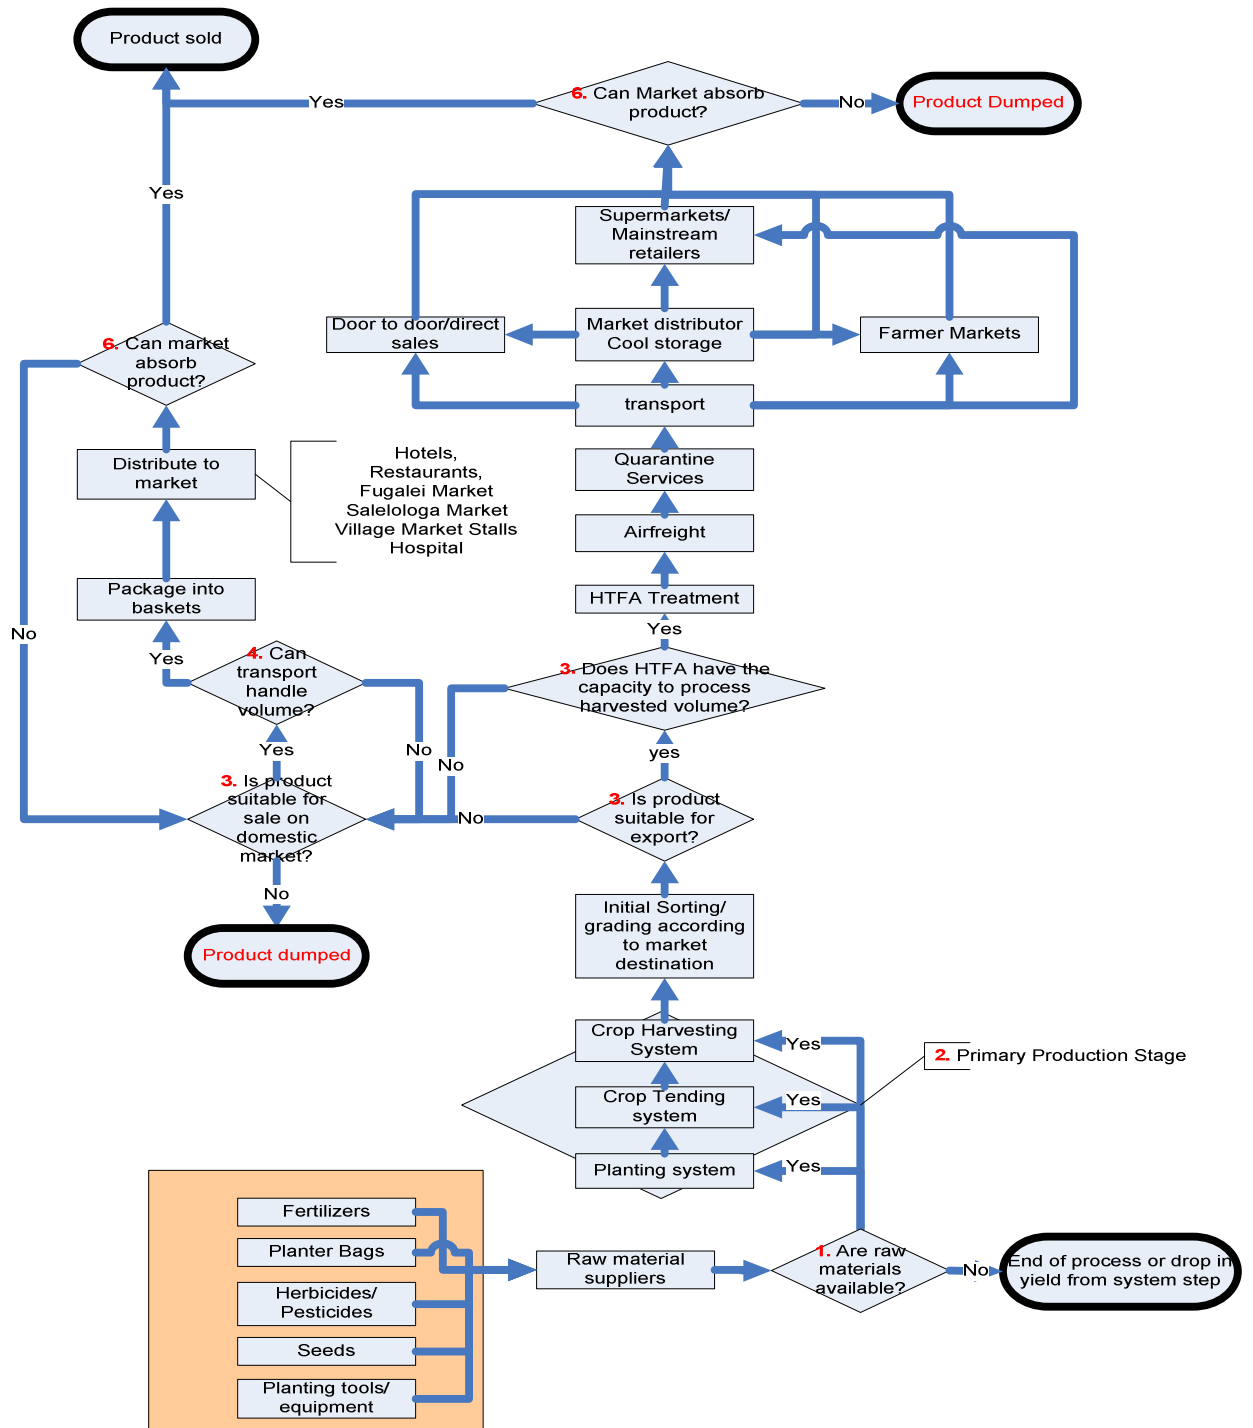 Product sold
6. Can Market absorb
product?
Yes
No
Product Dumped
Yes
Supermarkets/
Mainstream
retailers
Door to door/direct
sales
Market distributor
Cool storage
Farmer Markets
6. Can market
absorb
product?
transport
Distribute to
market
Hotels,
Restaurants,
Fugalei Market
Salelologa Market
Village Market Stalls
Hospital
Quarantine
Services
Airfreight
Package into
baskets
HTFA Treatment
No
Yes
Yes
4. Can
transport
handle
volume?
3. Does HTFA have the
capacity to process
harvested volume?
Yes
No
No
yes
3. Is product
suitable for
sale on
domestic
market?
No
3. Is product
suitable for
export?
No
Product dumped
Initial Sorting/
grading according
to market
destination
Crop Harvesting
System
Yes
2. Primary Production Stage
Crop Tending
system
Yes
Planting system
Yes
Fertilizers
Planter Bags
Herbicides/
Pesticides
Seeds
Planting tools/
equipment
Raw material
suppliers
1. Are raw
materials
available?
No
End of process or drop in
yield from system step